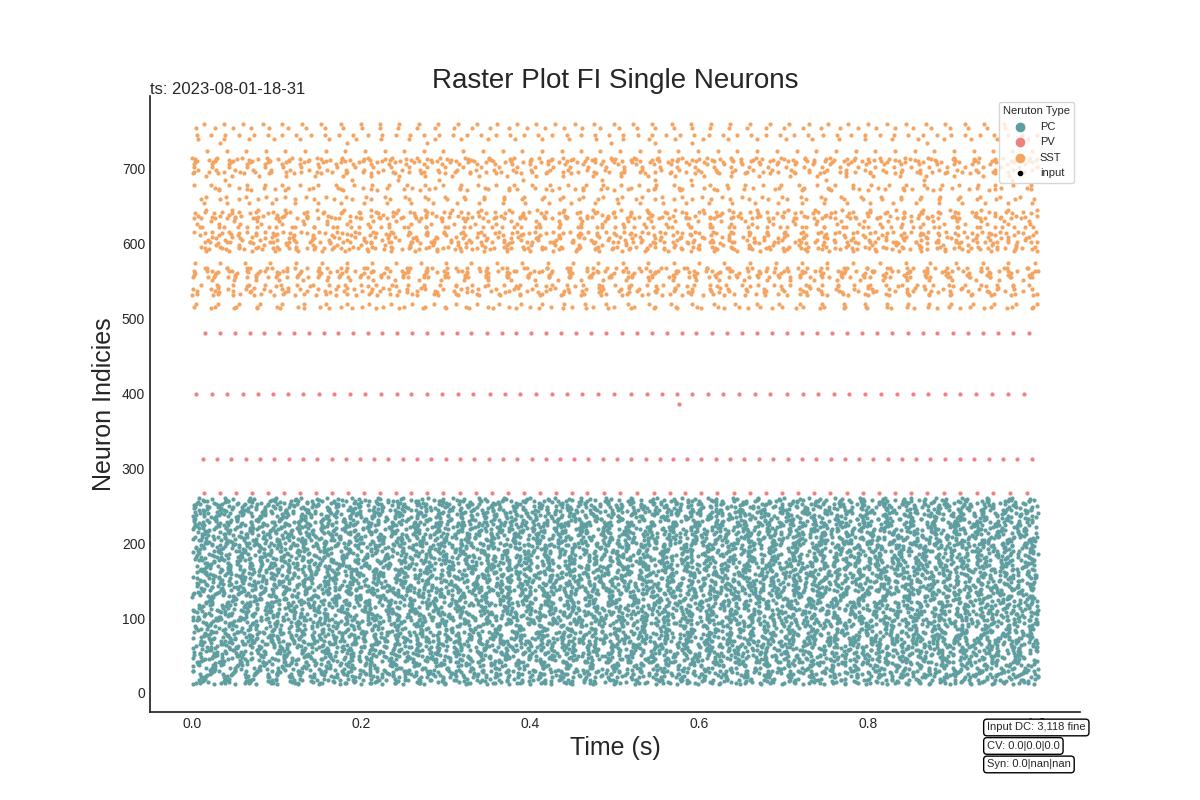 Raster Plot FI Single Neurons
ts: 2023-08-01-18-31
Neruton Type
PC
PV
SST
input
Neuron Indicies
700
600
500
400
300
200
100
0
0.0 0.2 0.4 0.6 0.8
Time (s)
Input DC: 3,118 fine
CV: 0.0|0.0|0.0
Syn: 0.0|nan|nan